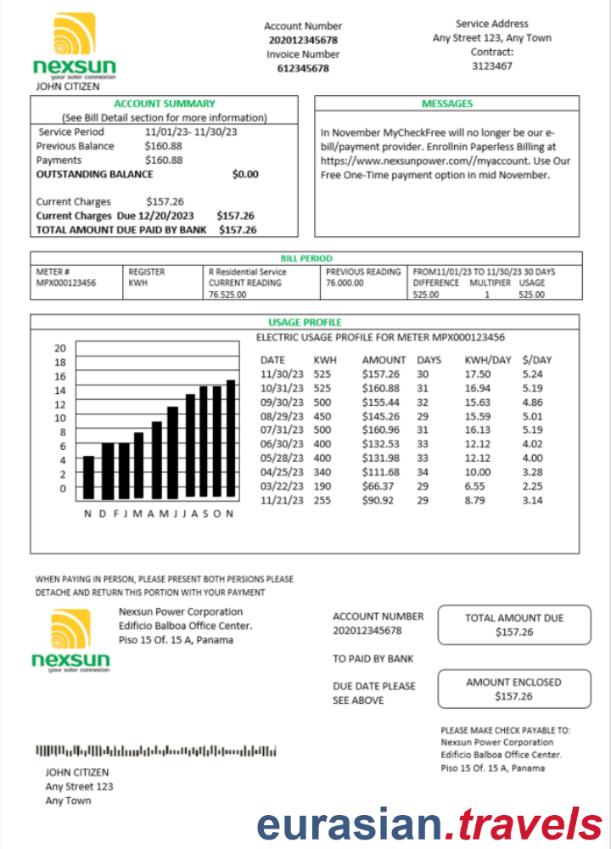 nexsun
your solar connexion
JOHN CITIZEN
Account Number
202012345678
Invoice Number
612345678
Service Address
Any Street 123, Any Town
Contract:
3123467
ACCOUNT SUMMARY
(See Bill Detail section for more information)
Service Period 11/01/23- 11/30/23
Previous Balance $160.88
Payments $160.88
OUTSTANDING BALANCE $0.00
Current Charges $157.26
Current Charges Due 12/20/2023 $157.26
TOTAL AMOUNT DUE PAID BY BANK $157.26
MESSAGES
In November MyCheckFree will no longer be our e-
bill/payment provider. Enrollnin Paperless Billing at
https://www.nexsunpower.com//myaccount. Use Our
Free One-Time payment option in mid November.
BILL PERIOD
METER #
MPX000123456
REGISTER
KWH
R Residential Service
CURRENT READING
76.525.00
PREVIOUS READING
76.000.00
FROM11/01/23 TO 11/30/23 30 DAYS
DIFFERENCE MULTIPIER USAGE
525.00 1 525.00
USAGE PROFILE
ELECTRIC USAGE PROFILE FOR METER MPX000123456
20
18
16
14
12
10
8
6
4
2
0
N D F J M A M J J A S O N
DATE KWH AMOUNT DAYS KWH/DAY $/DAY
11/30/23 525 $157.26 30 17.50 5.24
10/31/23 525 $160.88 31 16.94 5.19
09/30/23 500 $155.44 32 15.63 4.86
08/29/23 450 $145.26 29 15.59 5.01
07/31/23 500 $160.96 31 16.13 5.19
06/30/23 400 $132.53 33 12.12 4.02
05/28/23 400 $131.98 33 12.12 4.00
04/25/23 340 $111.68 34 10.00 3.28
03/22/23 190 $66.37 29 6.55 2.25
11/21/23 255 $90.92 29 8.79 3.14
WHEN PAYING IN PERSON, PLEASE PRESENT BOTH PERSIONS PLEASE
DETACHE AND RETURN THIS PORTION WITH YOUR PAYMENT
nexsun
your solar connexion
Nexsun Power Corporation
Edificio Balboa Office Center.
Piso 15 Of. 15 A, Panama
ACCOUNT NUMBER
202012345678
TO PAID BY BANK
DUE DATE PLEASE
SEE ABOVE
TOTAL AMOUNT DUE
$157.26
AMOUNT ENCLOSED
$157.26
PLEASE MAKE CHECK PAYABLE TO:
Nexsun Power Corporation
Edificio Balboa Office Center.
Piso 15 Of. 15 A, Panama
JOHN CITIZEN
Any Street 123
Any Town
eurasian.travels